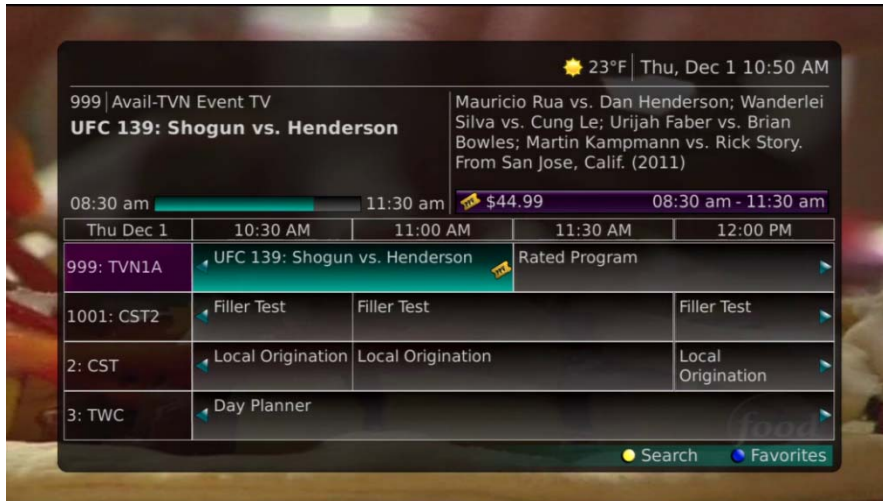 23°F Thu, Dec 1 10:50 AM
999 Avail-TVN Event TV
UFC 139: Shogun vs. Henderson
Mauricio Rua vs. Dan Henderson; Wanderlei
Silva vs. Cung Le; Urijah Faber vs. Brian
Bowles; Martin Kampmann vs. Rick Story.
From San Jose, Calif. (2011)
08:30 am 11:30 am
$44.99 08:30 am - 11:30 am
Thu Dec 1 10:30 AM 11:00 AM 11:30 AM 12:00 PM
999: TVN1A UFC 139: Shogun vs. Henderson Rated Program
1001: CST2 Filler Test Filler Test Filler Test
2: CST Local Origination Local Origination Local
Origination
3: TWC Day Planner
food
Search Favorites